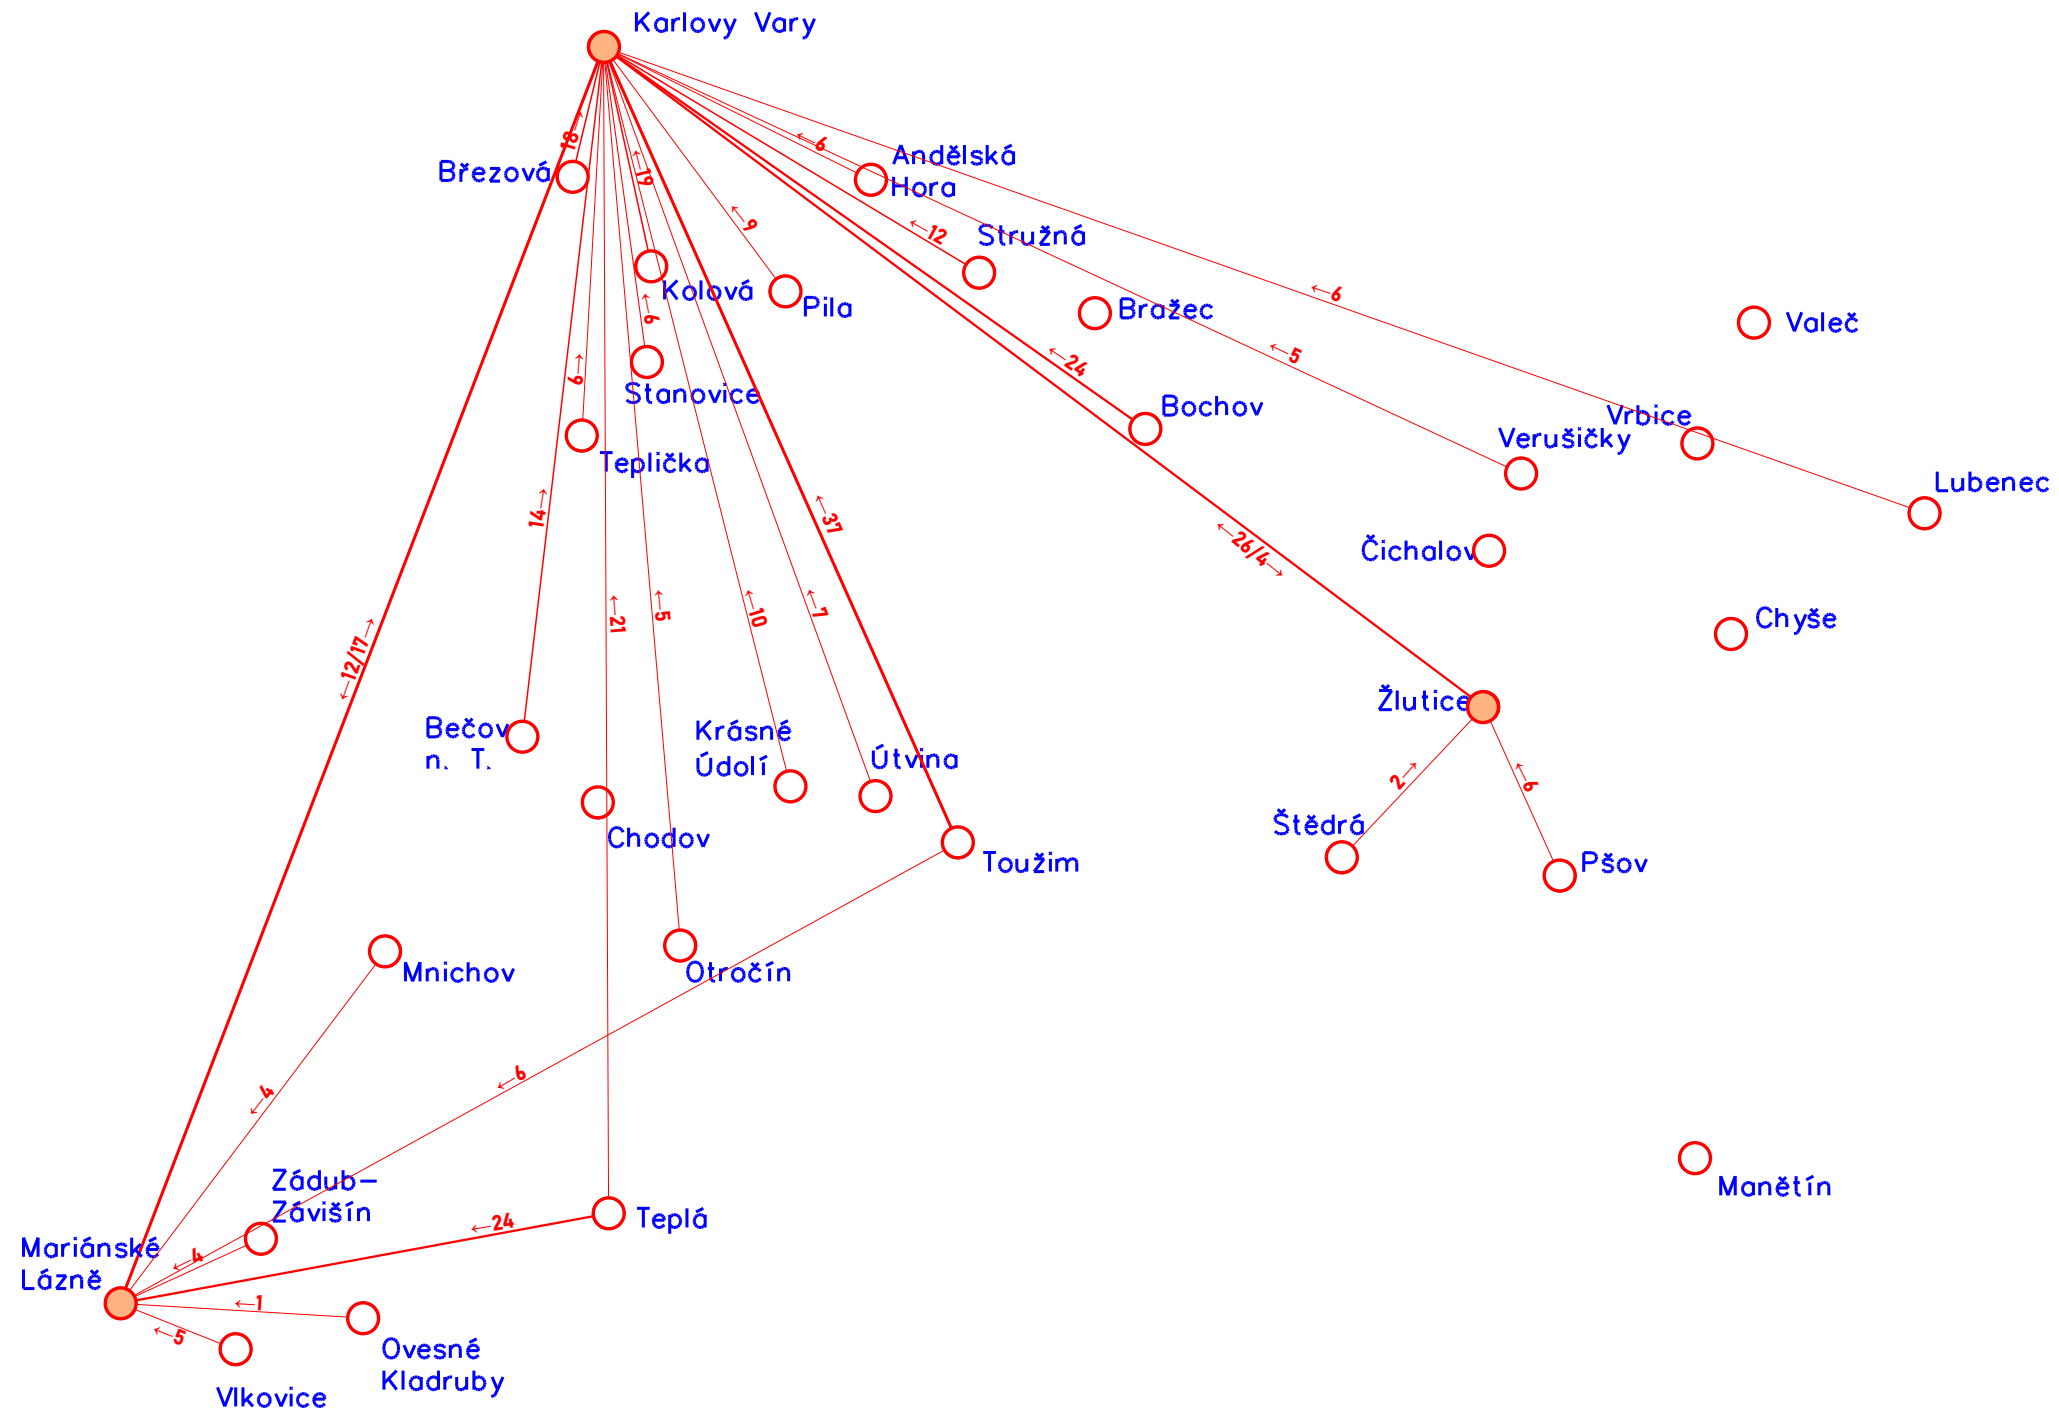 Karlovy Vary
18→
←19
←6
Andělská
Hora
Březová
←9
←12
Stružná
Kolová
Pila
←6
Bražec
←6
Valeč
6→
←24
←5
Stanovice
Bochov
Vrbice
Verušičky
Teplička
Lubenec
14→
←37
←26/4→
Čichalov
←21
←5
←10
←7
Chyše
←12/17→
Žlutice
Bečov
n. T.
Krásné
Údolí
Útvina
2→
←6
Štědrá
Chodov
Toužim
Pšov
Mnichov
Otročín
←6
←4
Zádub-
Závišín
Manětín
←24
Teplá
Mariánské
Lázně
←4
←1
←5
Ovesné
Kladruby
Vlkovice